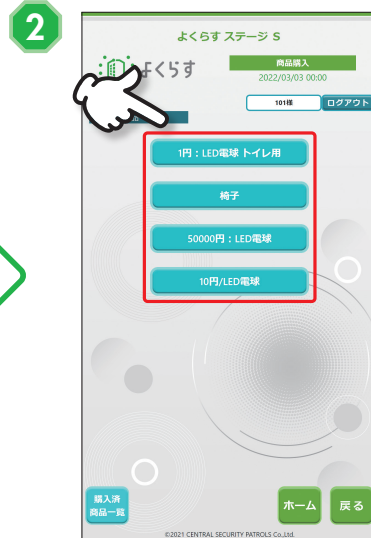 2
よくらす ステージ S
よくらす
商品購入
2022/03/03 00:00
101様
ログアウト
1円：LED電球 トイレ用
椅子
50000円：LED電球
10円/LED電球
購入済
商品一覧
ホーム
戻る
©2021 CENTRAL SECURITY PATROLS Co.,Ltd.